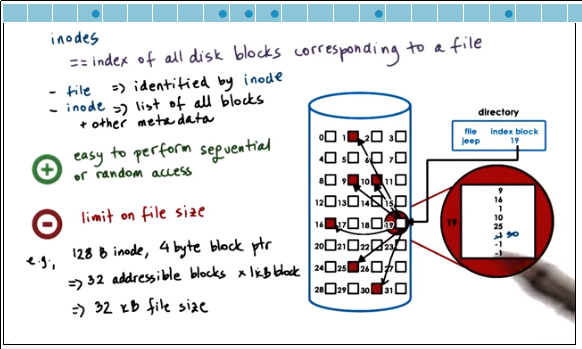 inodes
== index of all disk blocks corresponding to a file
- file => identified by inode
- inode => list of all blocks
+ other metadata
+ easy to perform sequential
or random access
- limit on file size
e.g., 128 B inode, 4 byte block ptr
=> 32 addressible blocks x 1kB block
=> 32 kB file size
directory
file index block
jeep 19
0 1 2 3
4 5 6 7
8 9 10 11
12 13 14 15
16 17 18 19
20 21 22 23
24 25 26 27
28 29 30 31
19
9
16
1
10
25
-1 30
-1
-1